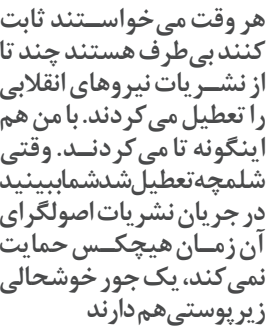 هر وقت می‌خواستند ثابت
کنند بی‌طرف هستند چند تا
از نشریات نیروهای انقلابی
را تعطیل می‌کردند. با من هم
اینگونه تا می‌کردند. وقتی
شلمچه تعطیل شد شما ببینید
در جریان نشریات اصولگرای
آن زمان هیچکس حمایت
نمی‌کند، یک جور خوشحالی
زیرپوستی هم دارند